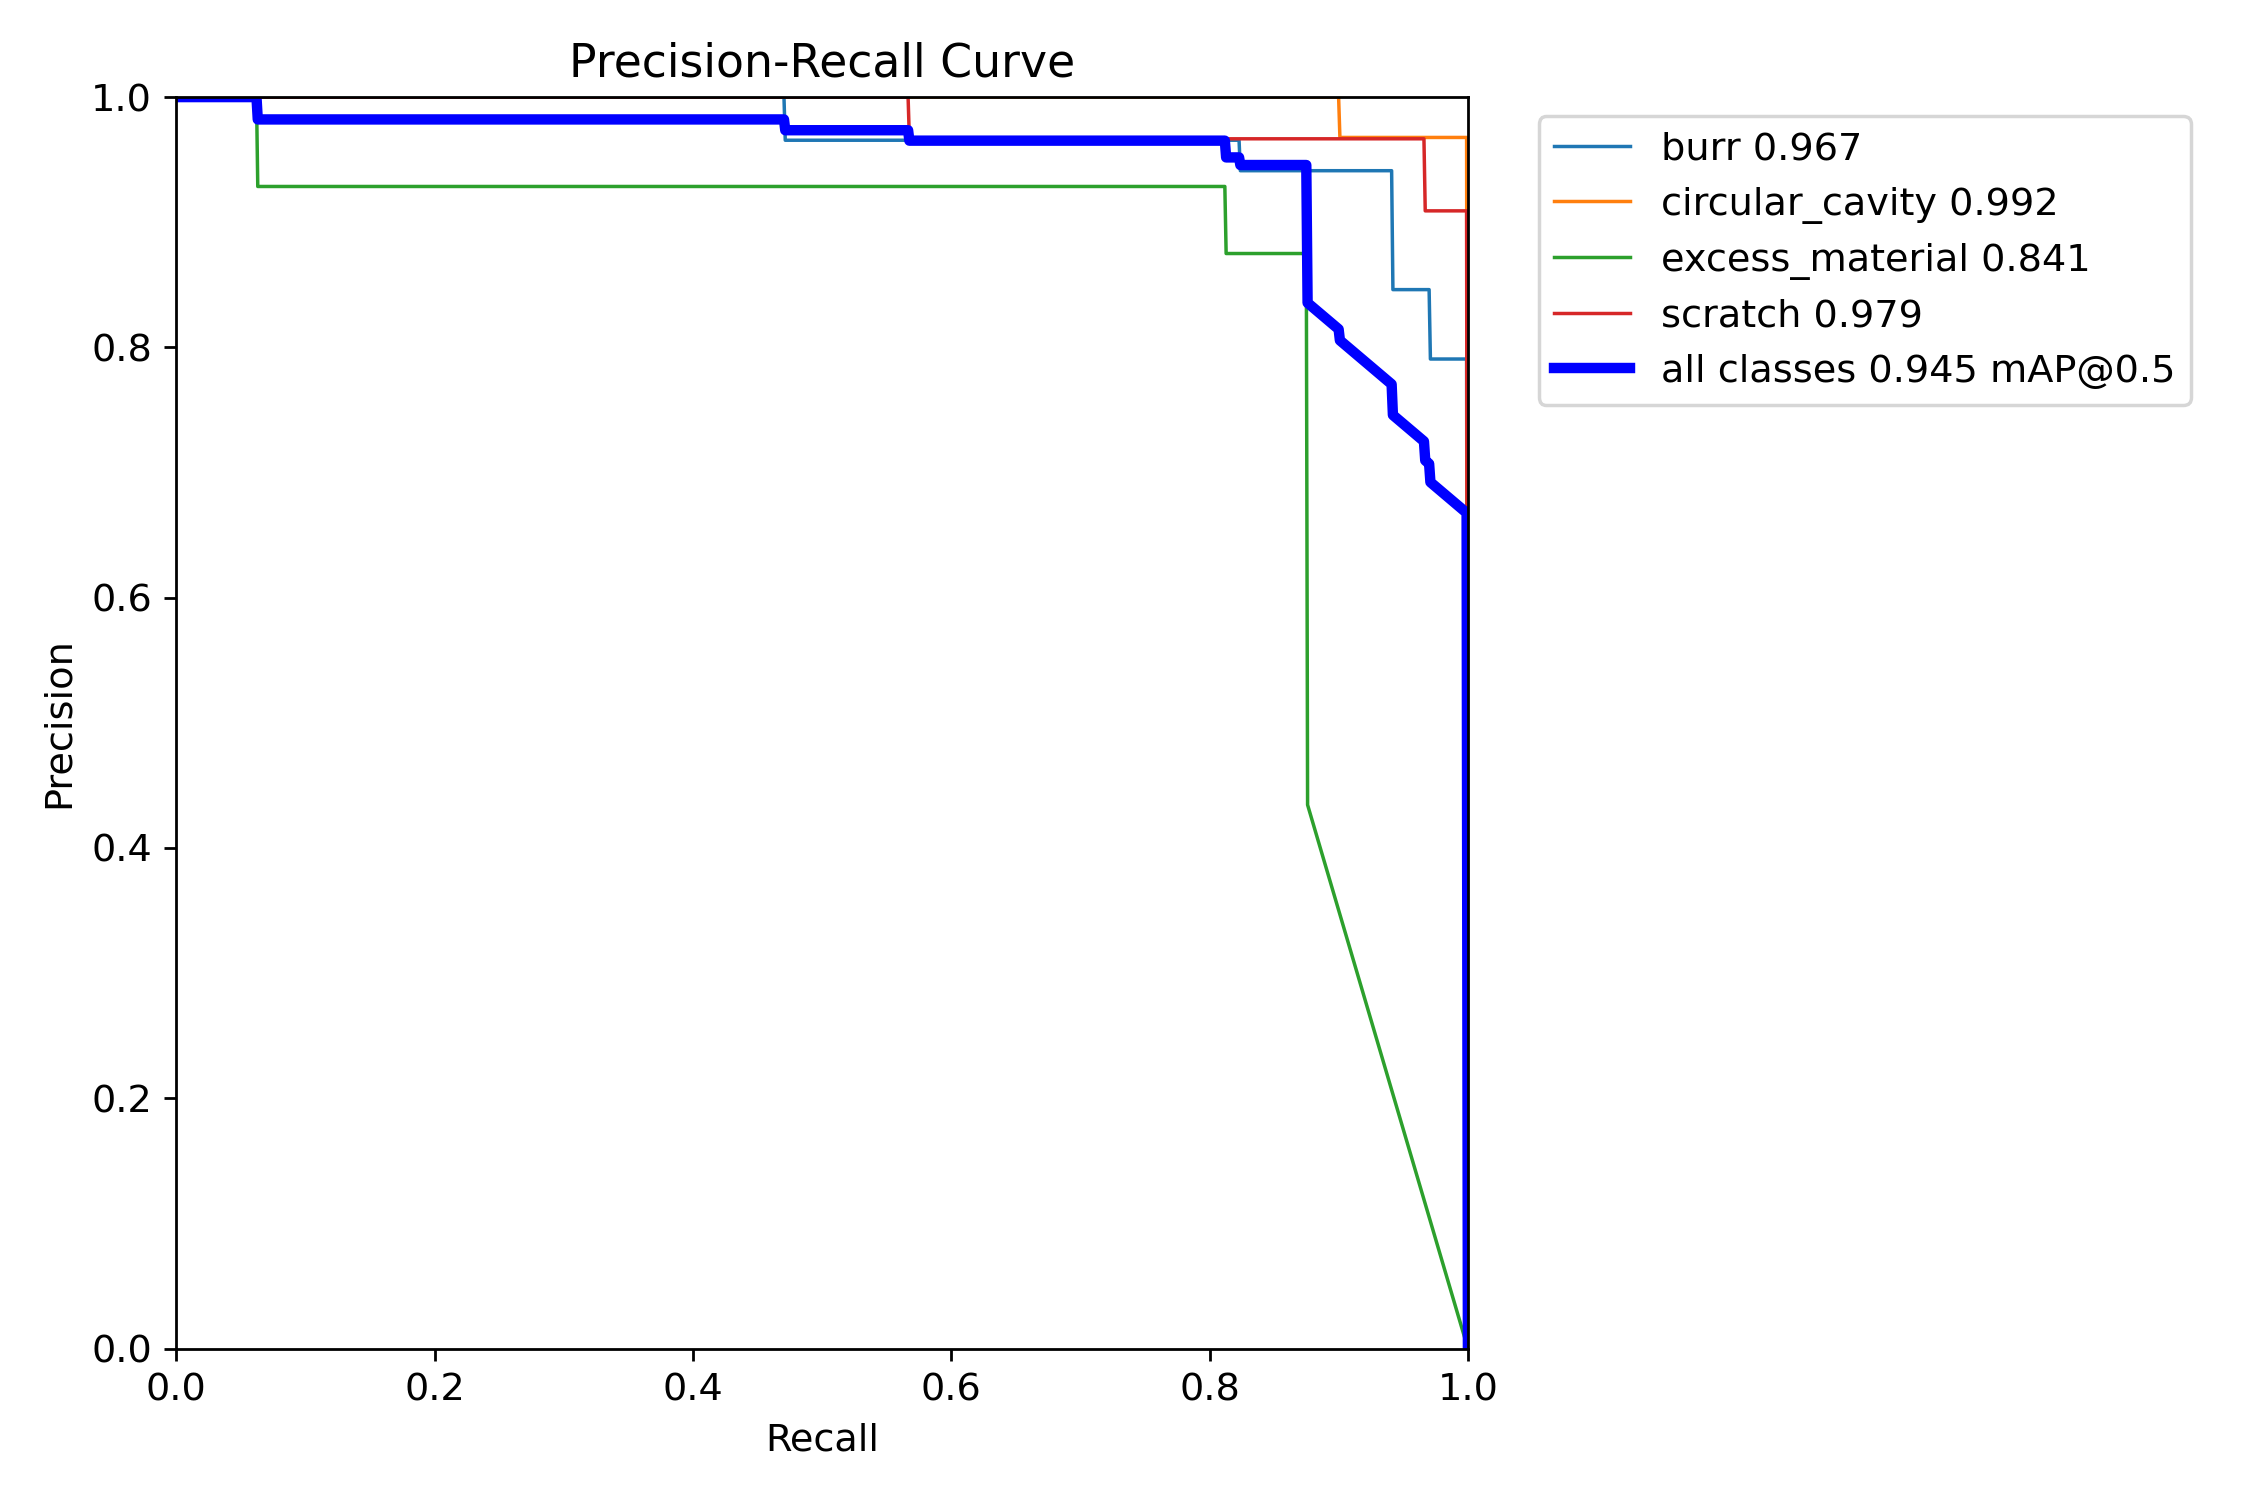 Precision-Recall Curve
1.0
0.8
0.6
0.4
0.2
0.0
Precision
0.0 0.2 0.4 0.6 0.8 1.0
Recall
burr 0.967
circular_cavity 0.992
excess_material 0.841
scratch 0.979
all classes 0.945 mAP@0.5